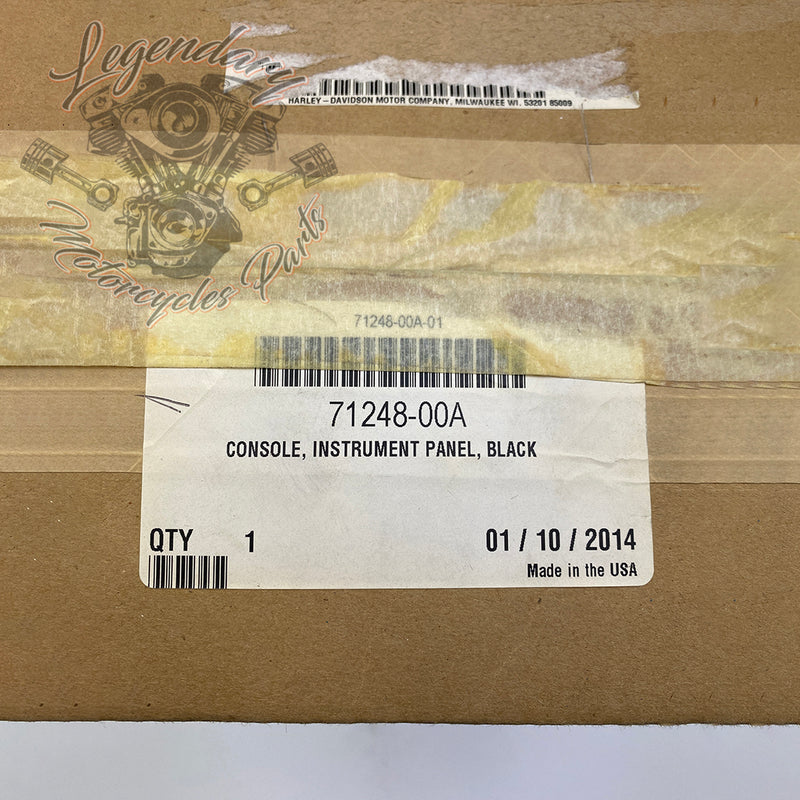 Legendary
Motorcycles Parts
HARLEY-DAVIDSON MOTOR COMPANY, MILWAUKEE WI. 53201 85009
71248-00A-01
71248-00A
CONSOLE, INSTRUMENT PANEL, BLACK
QTY 1 01 / 10 / 2014
Made in the USA